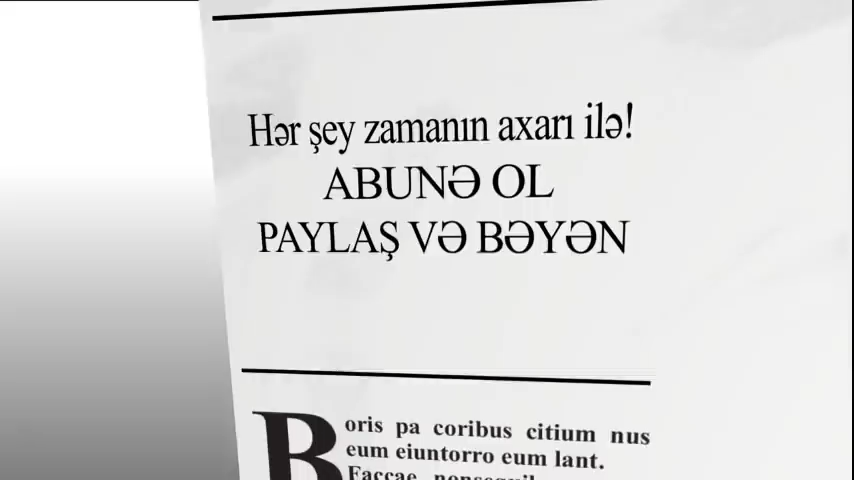 Hər şey zamanın axarı ilə!
ABUNƏ OL
PAYLAŞ VƏ BƏYƏN
Boris pa coribus citium nus
eum eiuntorro eum lant.
Faccae